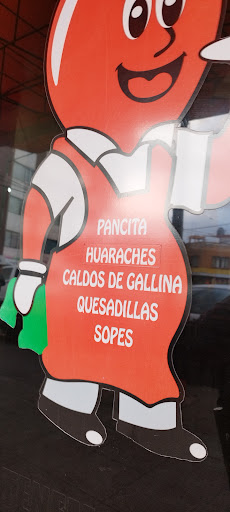 PANCITA
HUARACHES
CALDOS DE GALLINA
QUESADILLAS
SOPES